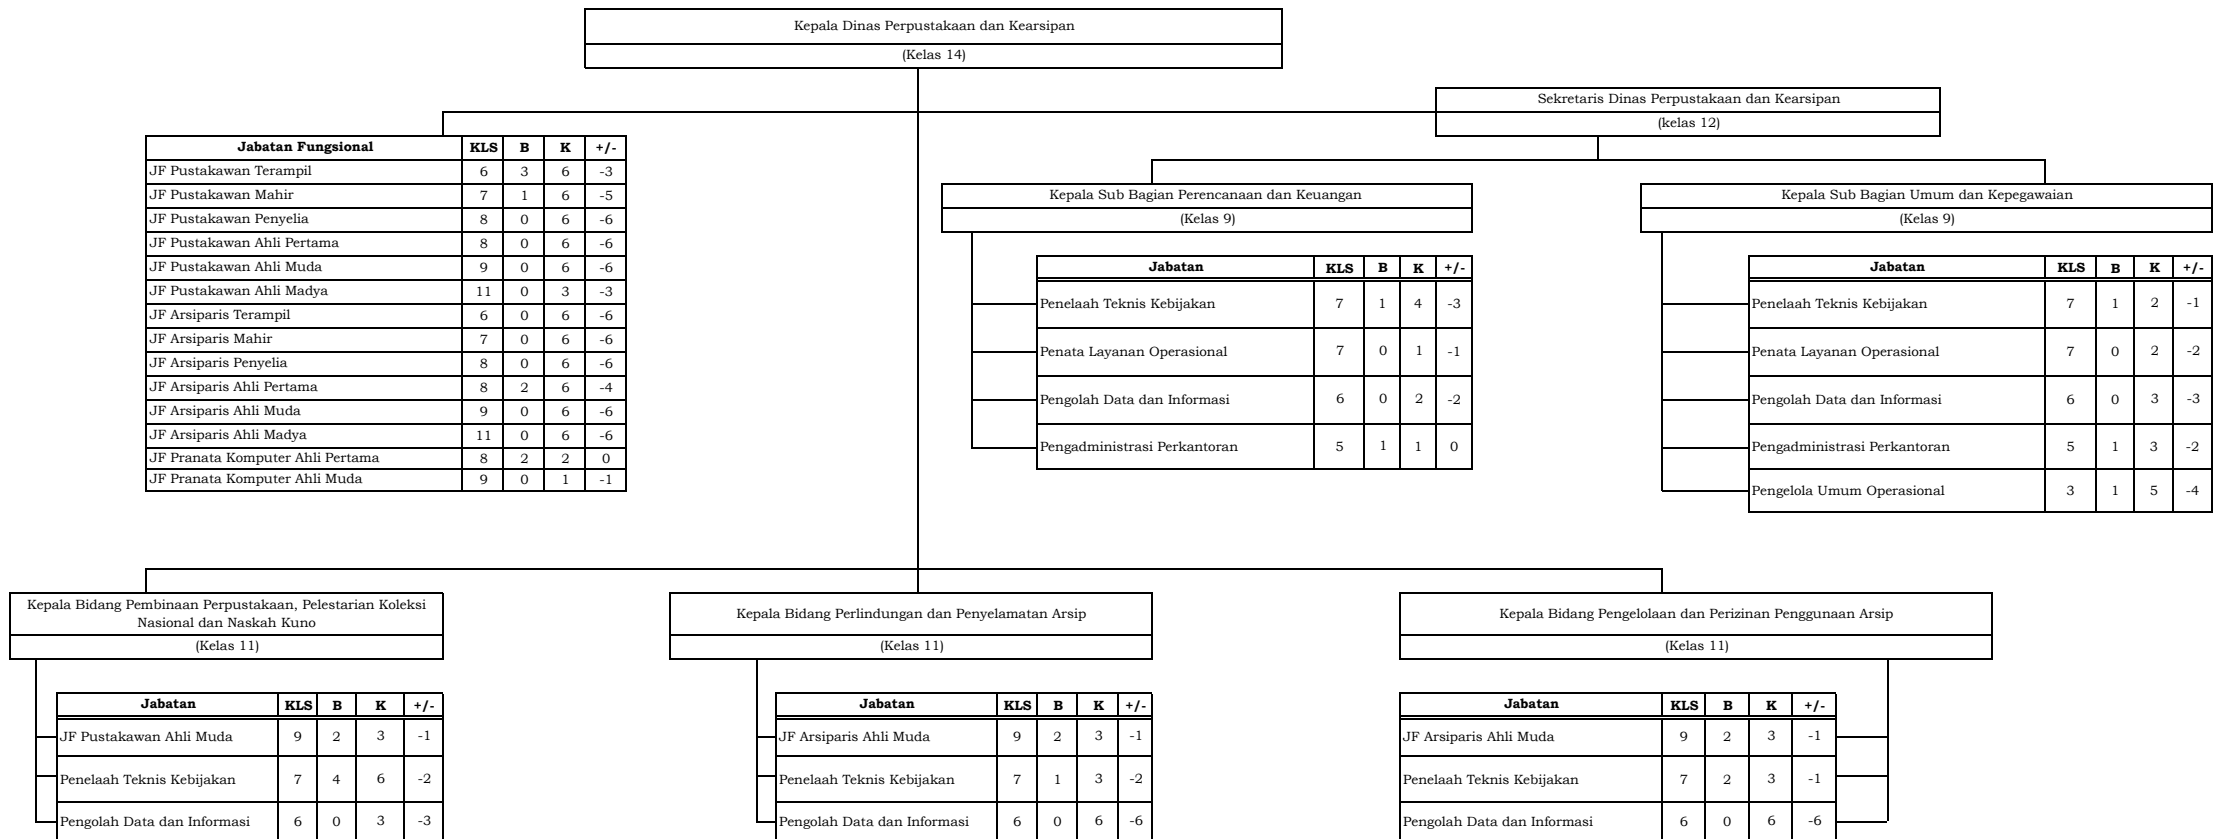 Kepala Dinas Perpustakaan dan Kearsipan
(Kelas 14)
Sekretaris Dinas Perpustakaan dan Kearsipan
(kelas 12)
Jabatan Fungsional KLS B K +/-
JF Pustakawan Terampil 6 3 6 -3
JF Pustakawan Mahir 7 1 6 -5
JF Pustakawan Penyelia 8 0 6 -6
JF Pustakawan Ahli Pertama 8 0 6 -6
JF Pustakawan Ahli Muda 9 0 6 -6
JF Pustakawan Ahli Madya 11 0 3 -3
JF Arsiparis Terampil 6 0 6 -6
JF Arsiparis Mahir 7 0 6 -6
JF Arsiparis Penyelia 8 0 6 -6
JF Arsiparis Ahli Pertama 8 2 6 -4
JF Arsiparis Ahli Muda 9 0 6 -6
JF Arsiparis Ahli Madya 11 0 6 -6
JF Pranata Komputer Ahli Pertama 8 2 2 0
JF Pranata Komputer Ahli Muda 9 0 1 -1
Kepala Sub Bagian Perencanaan dan Keuangan
(Kelas 9)
Jabatan KLS B K +/-
Penelaah Teknis Kebijakan 7 1 4 -3
Penata Layanan Operasional 7 0 1 -1
Pengolah Data dan Informasi 6 0 2 -2
Pengadministrasi Perkantoran 5 1 1 0
Kepala Sub Bagian Umum dan Kepegawaian
(Kelas 9)
Jabatan KLS B K +/-
Penelaah Teknis Kebijakan 7 1 2 -1
Penata Layanan Operasional 7 0 2 -2
Pengolah Data dan Informasi 6 0 3 -3
Pengadministrasi Perkantoran 5 1 3 -2
Pengelola Umum Operasional 3 1 5 -4
Kepala Bidang Pembinaan Perpustakaan, Pelestarian Koleksi
Nasional dan Naskah Kuno
(Kelas 11)
Jabatan KLS B K +/-
JF Pustakawan Ahli Muda 9 2 3 -1
Penelaah Teknis Kebijakan 7 4 6 -2
Pengolah Data dan Informasi 6 0 3 -3
Kepala Bidang Perlindungan dan Penyelamatan Arsip
(Kelas 11)
Jabatan KLS B K +/-
JF Arsiparis Ahli Muda 9 2 3 -1
Penelaah Teknis Kebijakan 7 1 3 -2
Pengolah Data dan Informasi 6 0 6 -6
Kepala Bidang Pengelolaan dan Perizinan Penggunaan Arsip
(Kelas 11)
Jabatan KLS B K +/-
JF Arsiparis Ahli Muda 9 2 3 -1
Penelaah Teknis Kebijakan 7 2 3 -1
Pengolah Data dan Informasi 6 0 6 -6